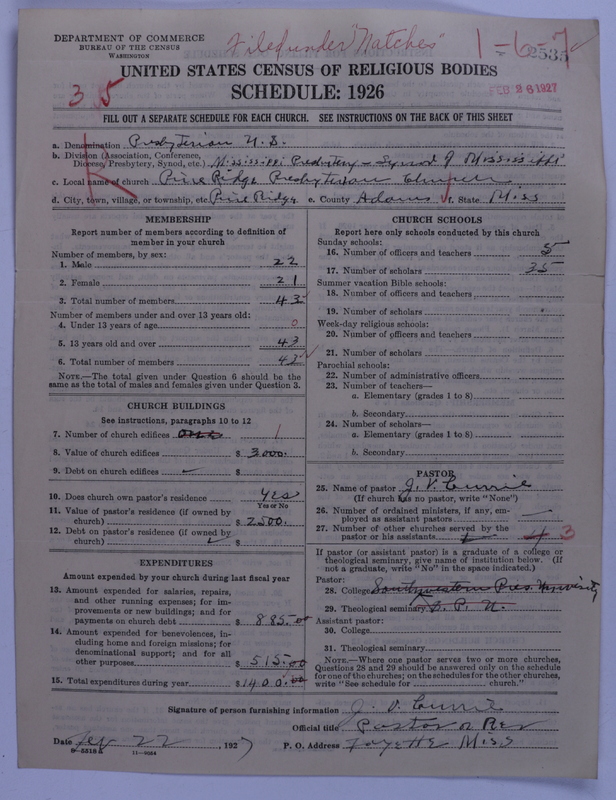 DEPARTMENT OF COMMERCE
BUREAU OF THE CENSUS
WASHINGTON
File under "Natchez"
1-6-7
2535
UNITED STATES CENSUS OF RELIGIOUS BODIES
SCHEDULE: 1926
FEB 26 1927
35
FILL OUT A SEPARATE SCHEDULE FOR EACH CHURCH. SEE INSTRUCTIONS ON THE BACK OF THIS SHEET
a. Denomination Presbyterian U.S.
b. Division (Association, Conference, Diocese, Presbytery, Synod, etc.) Mississippi Presbytery - Synod of Mississippi
c. Local name of church Pine Ridge Presbyterian Church
d. City, town, village, or township, etc. Pine Ridge e. County Adams f. State Miss
MEMBERSHIP
Report number of members according to definition of
member in your church
Number of members, by sex:
1. Male 22
2. Female 21
3. Total number of members 43
Number of members under and over 13 years old:
4. Under 13 years of age 0
5. 13 years old and over 43
6. Total number of members 43
NOTE.—The total given under Question 6 should be the
same as the total of males and females given under Question 3.
CHURCH BUILDINGS
See instructions, paragraphs 10 to 12
7. Number of church edifices one 1
8. Value of church edifices $ 3000.
9. Debt on church edifices $
10. Does church own pastor's residence Yes
Yes or No
11. Value of pastor's residence (if owned by
church) $ 2500.
12. Debt on pastor's residence (if owned by
church) $
EXPENDITURES
Amount expended by your church during last fiscal year
13. Amount expended for salaries, repairs,
and other running expenses; for im-
provements or new buildings; and for
payments on church debt $ 885.00
14. Amount expended for benevolences, in-
cluding home and foreign missions; for
denominational support; and for all
other purposes $ 515.00
15. Total expenditures during year $ 1400.00
CHURCH SCHOOLS
Report here only schools conducted by this church
Sunday schools:
16. Number of officers and teachers 5
17. Number of scholars 35
Summer vacation Bible schools:
18. Number of officers and teachers
19. Number of scholars
Week-day religious schools:
20. Number of officers and teachers
21. Number of scholars
Parochial schools:
22. Number of administrative officers
23. Number of teachers—
a. Elementary (grades 1 to 8)
b. Secondary
24. Number of scholars—
a. Elementary (grades 1 to 8)
b. Secondary
PASTOR
25. Name of pastor J. V. Currie
(If church has no pastor, write "None")
26. Number of ordained ministers, if any, em-
ployed as assistant pastors
27. Number of other churches served by the
pastor or his assistants 4 3
If pastor (or assistant pastor) is a graduate of a college or
theological seminary, give name of institution below. (If
not a graduate, write "No" in the space indicated.)
Pastor:
28. College Southwestern Pres. University
29. Theological seminary S. P. U.
Assistant pastor:
30. College
31. Theological seminary
NOTE.—Where one pastor serves two or more churches,
Questions 28 and 29 should be answered only on the schedule
for one of the churches; on the schedules for the other churches,
write "See schedule for church."
Signature of person furnishing information J. V. Currie
Official title Pastor
Date Feb 22, 1927 P. O. Address Fayette Miss
8-5518a 11-9054